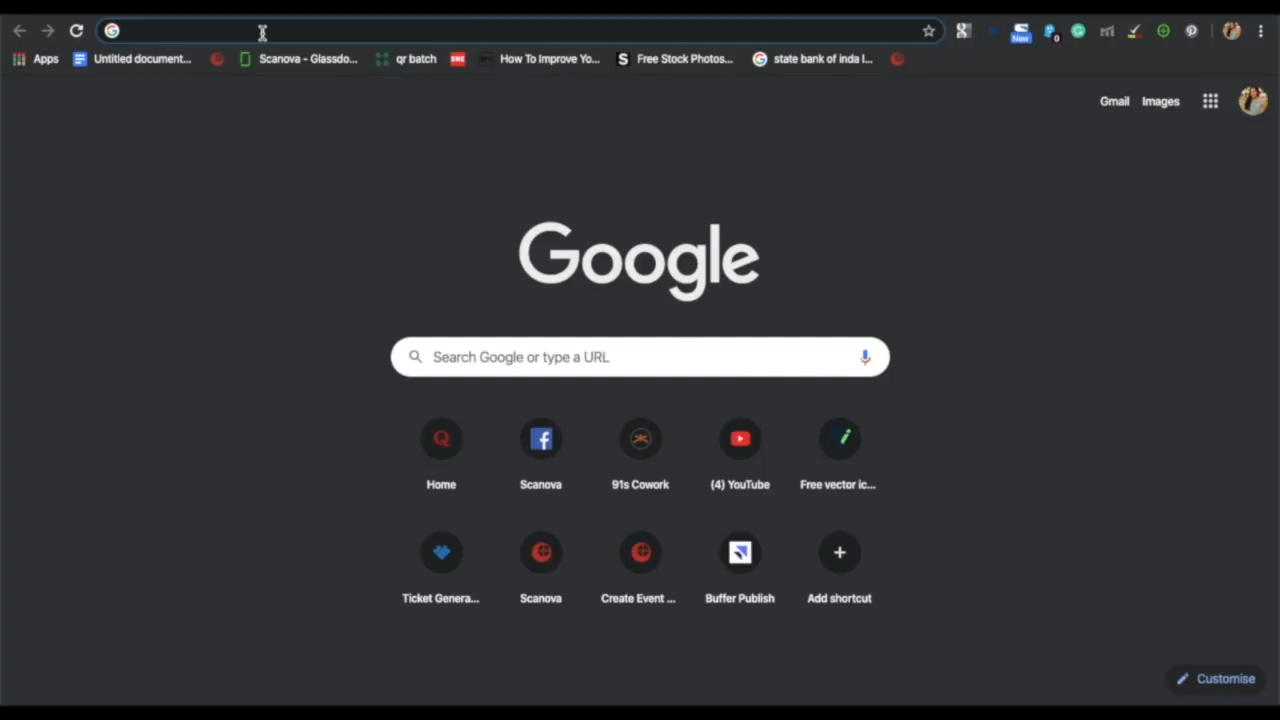 Apps
Untitled document...
Scanova - Glassdo...
qr batch
How To Improve Yo...
Free Stock Photos...
state bank of inda l...
New
0
Gmail
Images
Google
Search Google or type a URL
Home
Scanova
91s Cowork
(4) YouTube
Free vector ic...
Ticket Genera...
Scanova
Create Event ...
Buffer Publish
Add shortcut
Customise